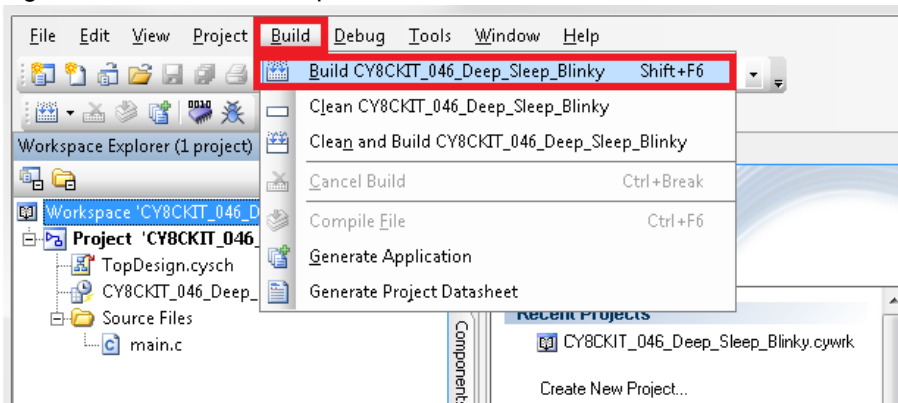 File Edit View Project Build Debug Tools Window Help
Build CY8CKIT_046_Deep_Sleep_Blinky Shift+F6
Clean CY8CKIT_046_Deep_Sleep_Blinky
Clean and Build CY8CKIT_046_Deep_Sleep_Blinky
Cancel Build Ctrl+Break
Compile File Ctrl+F6
Generate Application
Generate Project Datasheet
Workspace Explorer (1 project)
Workspace 'CY8CKIT_046_D
Project 'CY8CKIT_046_
TopDesign.cysch
CY8CKIT_046_Deep_
Source Files
main.c
Component
Recent Projects
CY8CKIT_046_Deep_Sleep_Blinky.cywrk
Create New Project...